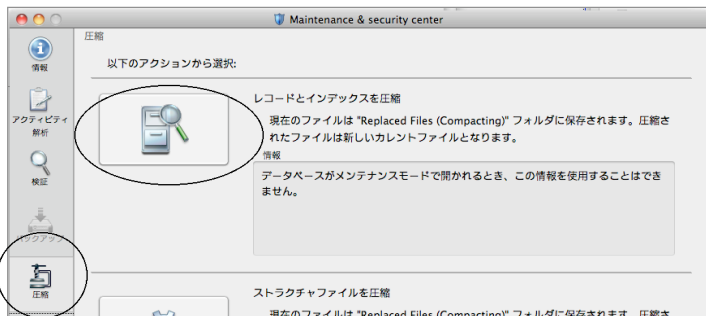 Maintenance & security center
圧縮
以下のアクションから選択:
情報
アクティビティ
解析
検証
バックアップ
圧縮
レコードとインデックスを圧縮
現在のファイルは "Replaced Files (Compacting)" フォルダに保存されます。圧縮さ
れたファイルは新しいカレントファイルとなります。
情報
データベースがメンテナンスモードで開かれるとき、この情報を使用することはでき
ません。
ストラクチャファイルを圧縮
現在のファイルは "Replaced Files (Compacting)" フォルダに保存されます。圧縮さ